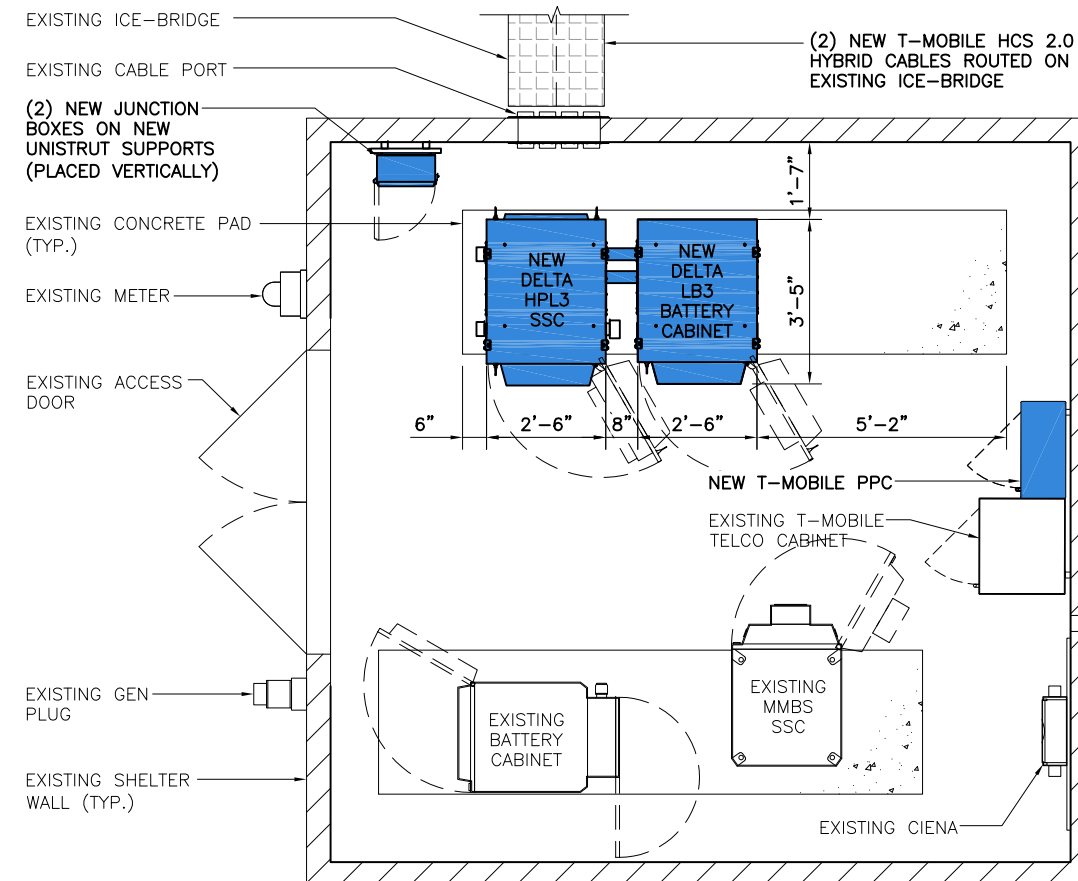 EXISTING ICE-BRIDGE
(2) NEW T-MOBILE HCS 2.0
HYBRID CABLES ROUTED ON
EXISTING ICE-BRIDGE
EXISTING CABLE PORT
(2) NEW JUNCTION
BOXES ON NEW
UNISTRUT SUPPORTS
(PLACED VERTICALLY)
1'-7"
EXISTING CONCRETE PAD
(TYP.)
NEW
DELTA
HPL3
SSC
NEW
DELTA
LB3
BATTERY
CABINET
3'-5"
EXISTING METER
EXISTING ACCESS
DOOR
6"
2'-6"
8"
2'-6"
5'-2"
NEW T-MOBILE PPC
EXISTING T-MOBILE
TELCO CABINET
EXISTING GEN
PLUG
EXISTING
BATTERY
CABINET
EXISTING
MMBS
SSC
EXISTING SHELTER
WALL (TYP.)
EXISTING CIENA